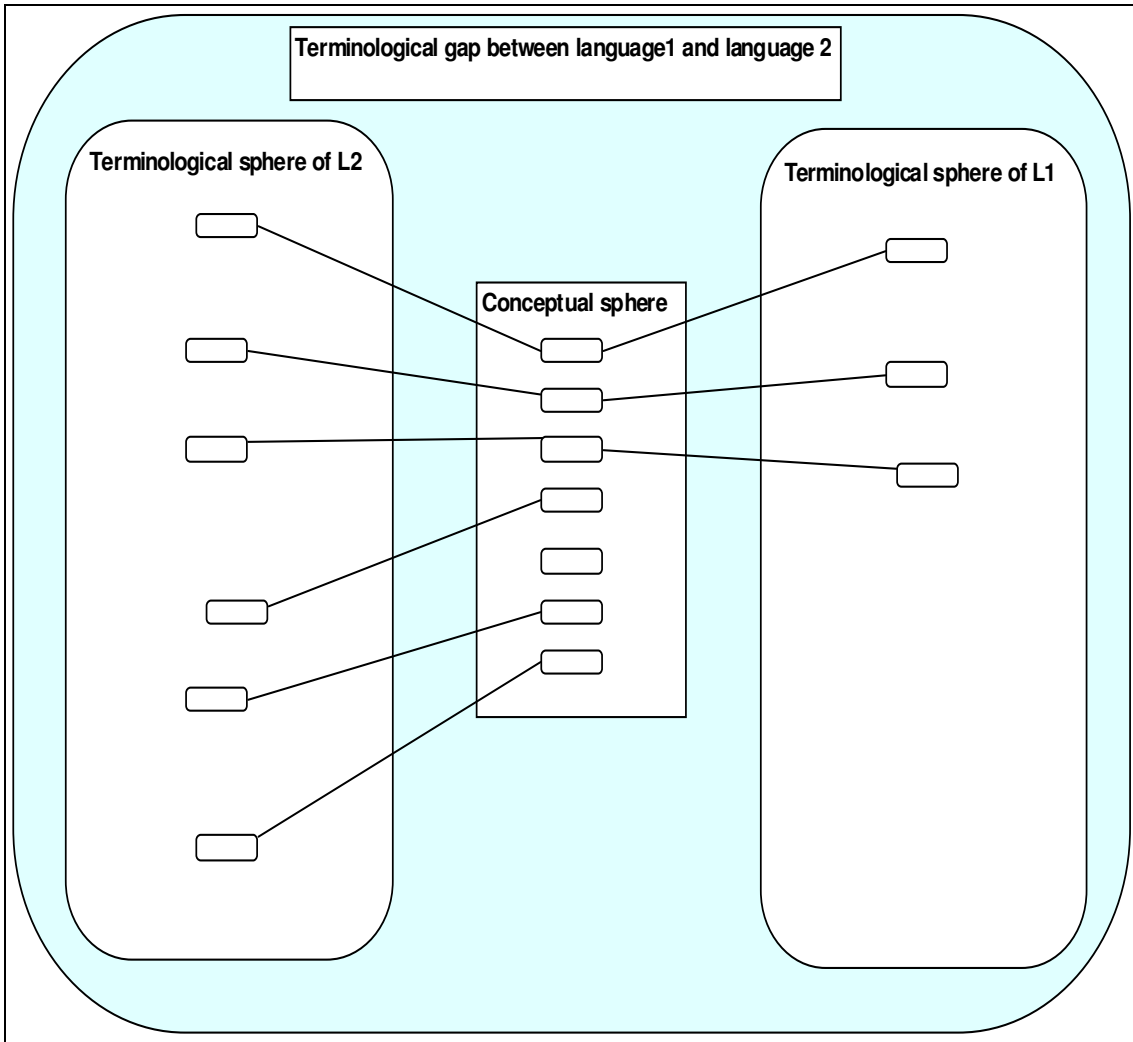 Terminological gap between language1 and language 2
Terminological sphere of L2
Terminological sphere of L1
Conceptual sphere